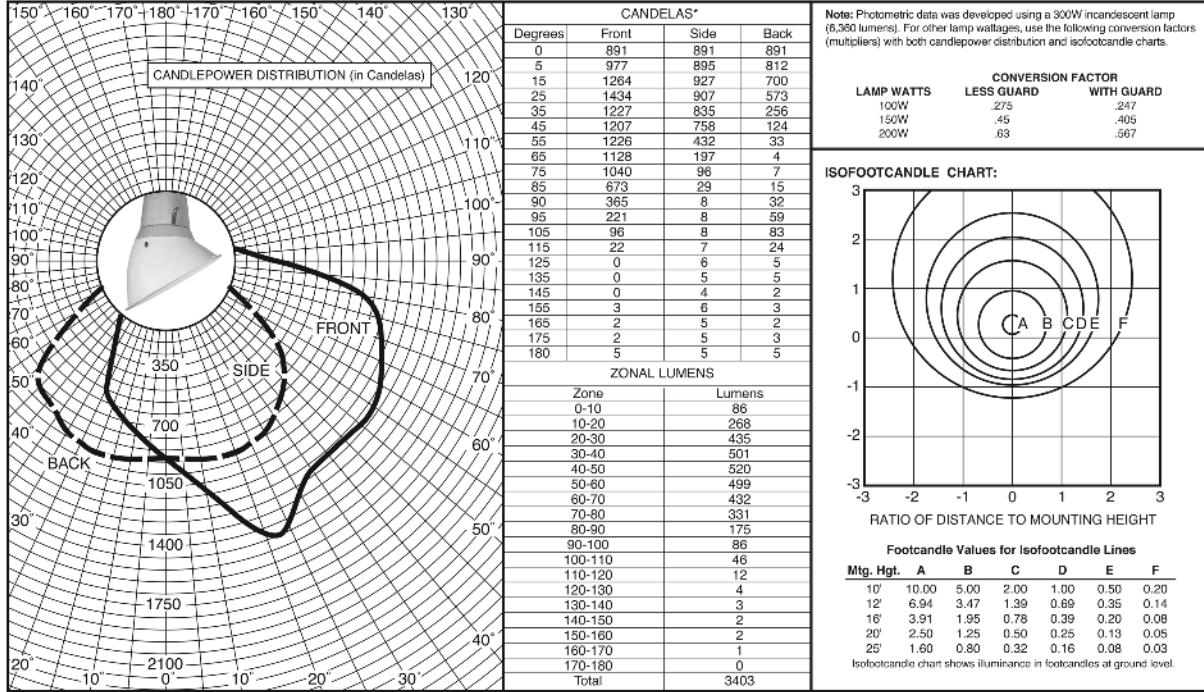 150° 160° 170° 180° 170° 160° 150° 130°
CANDLEPOWER DISTRIBUTION (in Candelas)
120°
110°
100°
90°
80°
70°
60°
50°
40°
140°
130°
120°
110°
100°
90°
80°
70°
60°
50°
40°
30°
20° 10° 0° 10° 20° 30°
FRONT
SIDE
BACK
350
700
1050
1400
1750
2100
CANDELAS*
Degrees Front Side Back
0 891 891 891
5 977 895 812
15 1264 927 700
25 1434 907 573
35 1227 835 256
45 1207 758 124
55 1226 432 33
65 1128 197 4
75 1040 96 7
85 673 29 15
90 365 8 32
95 221 8 59
105 96 8 83
115 22 7 24
125 0 6 5
135 0 5 5
145 0 4 2
155 3 6 3
165 2 5 2
175 2 5 3
180 5 5 5
ZONAL LUMENS
Zone Lumens
0-10 86
10-20 268
20-30 435
30-40 501
40-50 520
50-60 499
60-70 432
70-80 331
80-90 175
90-100 86
100-110 46
110-120 12
120-130 4
130-140 3
140-150 2
150-160 2
160-170 1
170-180 0
Total 3403
Note: Photometric data was developed using a 300W incandescent lamp
(6,360 lumens). For other lamp wattages, use the following conversion factors
(multipliers) with both candlepower distribution and isofootcandle charts.
CONVERSION FACTOR
LAMP WATTS LESS GUARD WITH GUARD
100W .275 .247
150W .45 .405
200W .63 .567
ISOFOOTCANDLE CHART:
3
2
1
0
-1
-2
-3
A B C D E F
-3 -2 -1 0 1 2 3
RATIO OF DISTANCE TO MOUNTING HEIGHT
Footcandle Values for Isofootcandle Lines
Mtg. Hgt. A B C D E F
10' 10.00 5.00 2.00 1.00 0.50 0.20
12' 6.94 3.47 1.39 0.69 0.35 0.14
16' 3.91 1.95 0.78 0.39 0.20 0.08
20' 2.50 1.25 0.50 0.25 0.13 0.05
25' 1.60 0.80 0.32 0.16 0.08 0.03
Isofootcandle chart shows illuminance in footcandles at ground level.